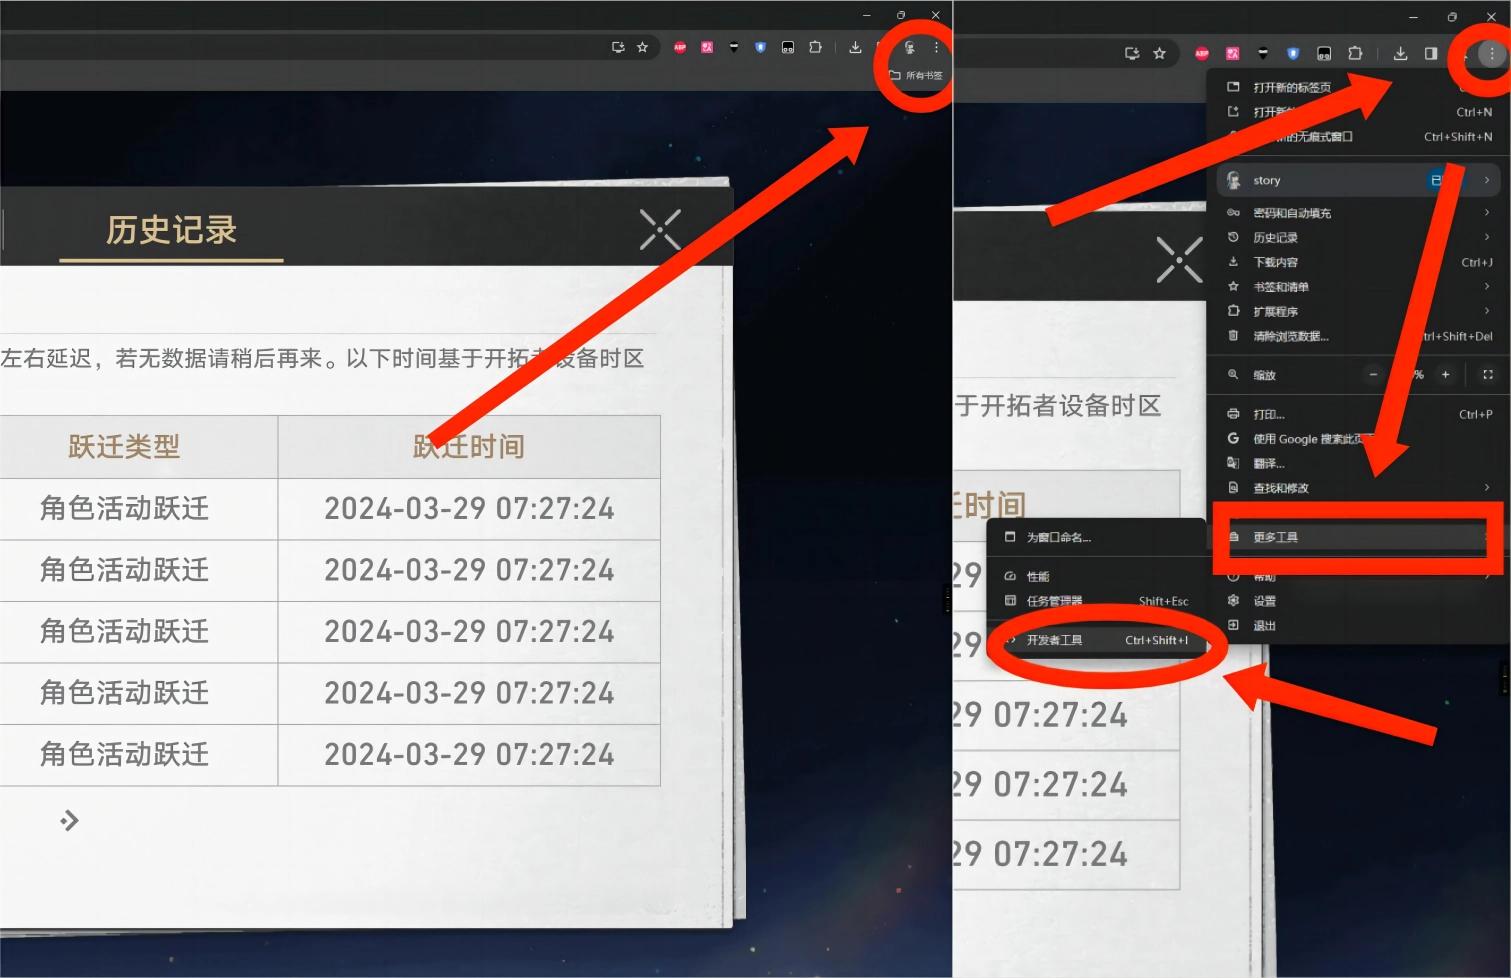 所有书签
历史记录
左右延迟，若无数据请稍后再来。以下时间基于开拓者设备时区
跃迁类型 跃迁时间
角色活动跃迁 2024-03-29 07:27:24
角色活动跃迁 2024-03-29 07:27:24
角色活动跃迁 2024-03-29 07:27:24
角色活动跃迁 2024-03-29 07:27:24
角色活动跃迁 2024-03-29 07:27:24
ABP
打开新的标签页
打开新 Ctrl+N
的无痕式窗口 Ctrl+Shift+N
story
密码和自动填充
历史记录
下载内容 Ctrl+J
书签和清单
扩展程序
清除浏览数据... trl+Shift+Del
缩放 − % +
打印... Ctrl+P
使用 Google 搜索此页
翻译...
查找和修改
更多工具
帮助
设置
退出
为窗口命名...
性能
任务管理器 Shift+Esc
开发者工具 Ctrl+Shift+I
于开拓者设备时区
迁时间
29
29
29 07:27:24
29 07:27:24
29 07:27:24